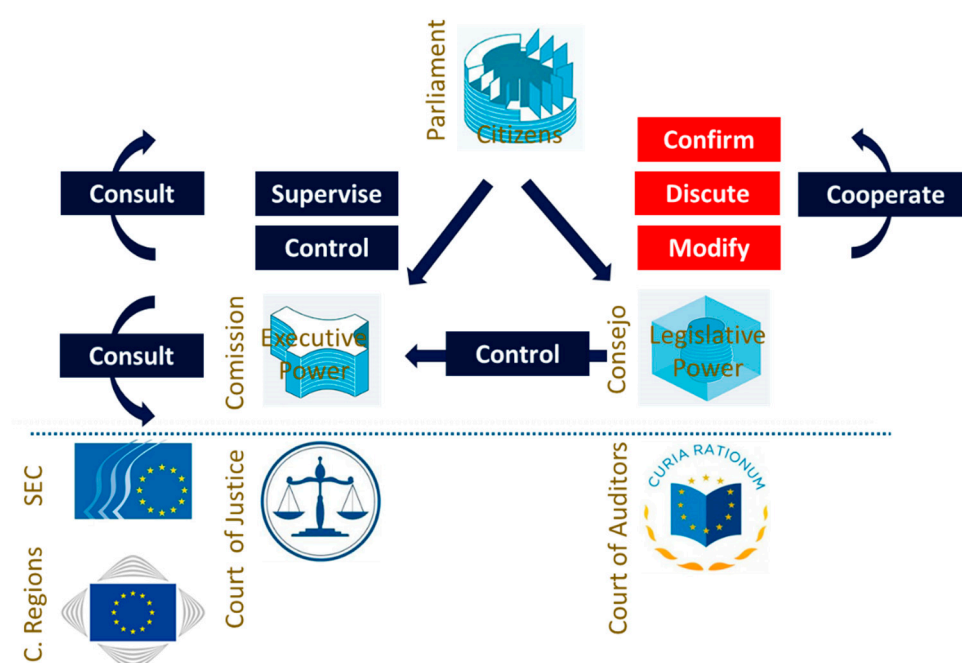 Parliament
Citizens
Confirm
Consult
Supervise
Discute
Cooperate
Control
Modify
Comission
Executive
Power
Consult
Control
Consejo
Legislative
Power
SEC
Court of Justice
Court of Auditors
CURIA RATIONUM
C. Regions